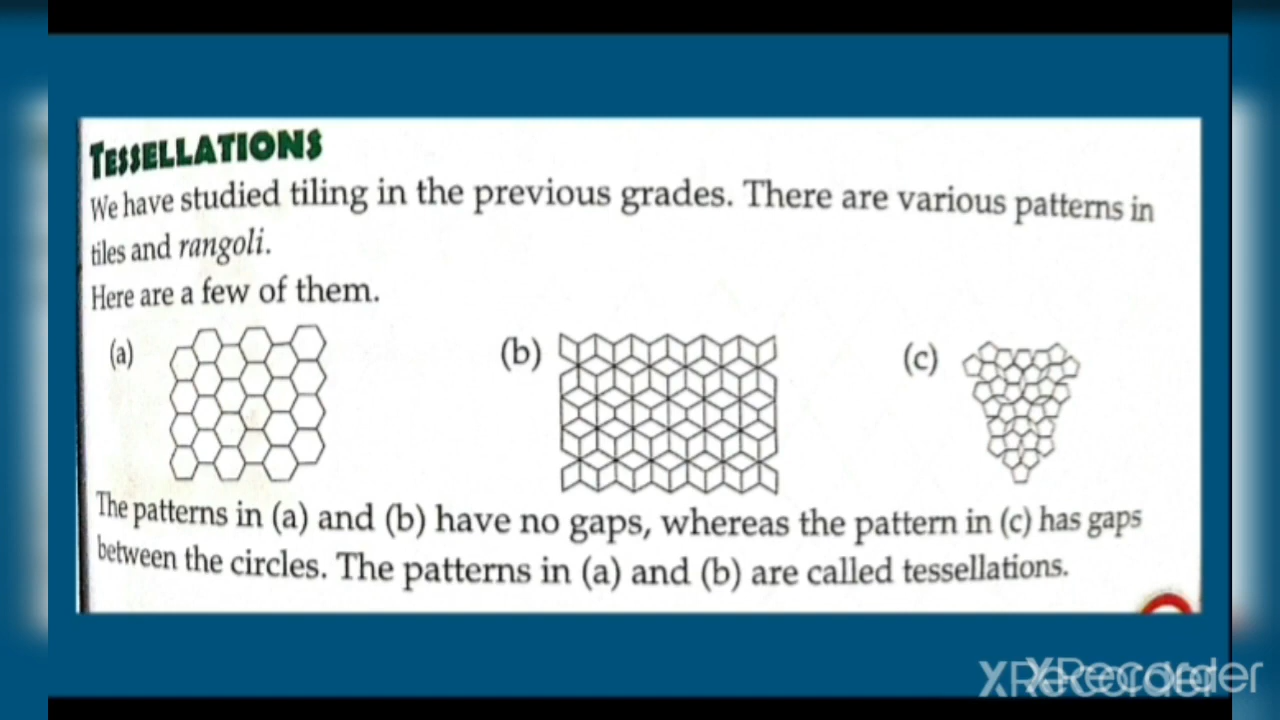 TESSELLATIONS
We have studied tiling in the previous grades. There are various patterns in
tiles and rangoli.
Here are a few of them.
(a) (b) (c)
The patterns in (a) and (b) have no gaps, whereas the pattern in (c) has gaps
between the circles. The patterns in (a) and (b) are called tessellations.
XRecorder